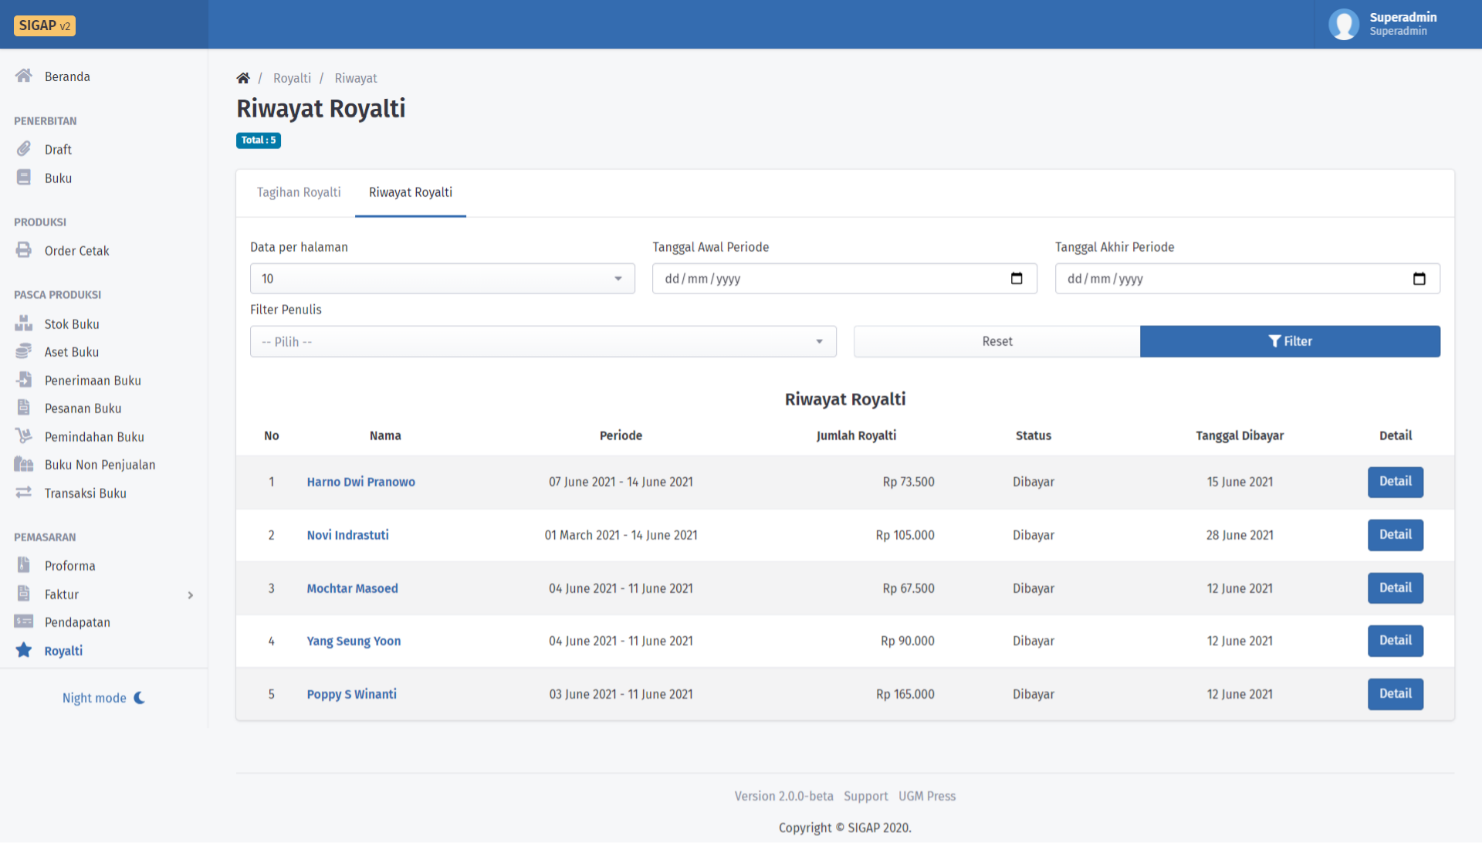 SIGAP v2
Superadmin
Superadmin
Beranda
PENERBITAN
Draft
Buku
PRODUKSI
Order Cetak
PASCA PRODUKSI
Stok Buku
Aset Buku
Penerimaan Buku
Pesanan Buku
Pemindahan Buku
Buku Non Penjualan
Transaksi Buku
PEMASARAN
Proforma
Faktur
Pendapatan
Royalti
Night mode
/ Royalti / Riwayat
Riwayat Royalti
Total : 5
Tagihan Royalti Riwayat Royalti
Data per halaman Tanggal Awal Periode Tanggal Akhir Periode
10 dd/mm/yyyy dd/mm/yyyy
Filter Penulis
-- Pilih -- Reset Filter
Riwayat Royalti
No Nama Periode Jumlah Royalti Status Tanggal Dibayar Detail
1 Harno Dwi Pranowo 07 June 2021 - 14 June 2021 Rp 73.500 Dibayar 15 June 2021 Detail
2 Novi Indrastuti 01 March 2021 - 14 June 2021 Rp 105.000 Dibayar 28 June 2021 Detail
3 Mochtar Masoed 04 June 2021 - 11 June 2021 Rp 67.500 Dibayar 12 June 2021 Detail
4 Yang Seung Yoon 04 June 2021 - 11 June 2021 Rp 90.000 Dibayar 12 June 2021 Detail
5 Poppy S Winanti 03 June 2021 - 11 June 2021 Rp 165.000 Dibayar 12 June 2021 Detail
Version 2.0.0-beta Support UGM Press
Copyright © SIGAP 2020.